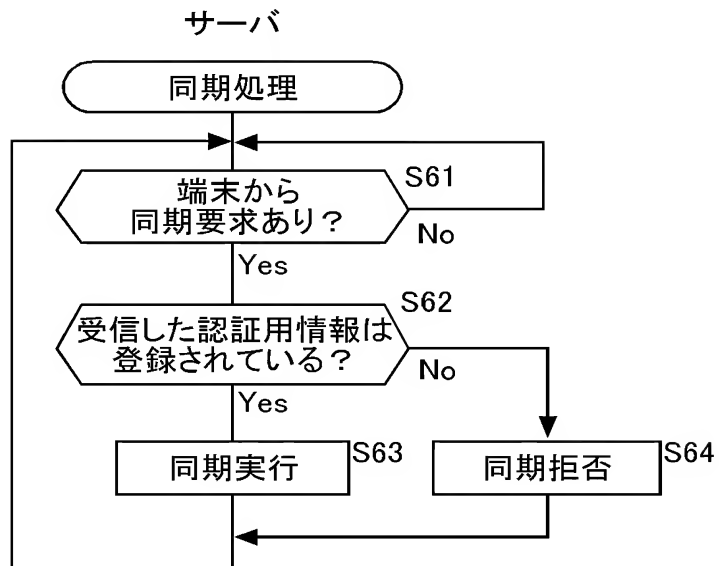 サーバ
同期処理
S61
端末から
同期要求あり？
No
Yes
S62
受信した認証用情報は
登録されている？
No
Yes
同期実行
S63
同期拒否
S64